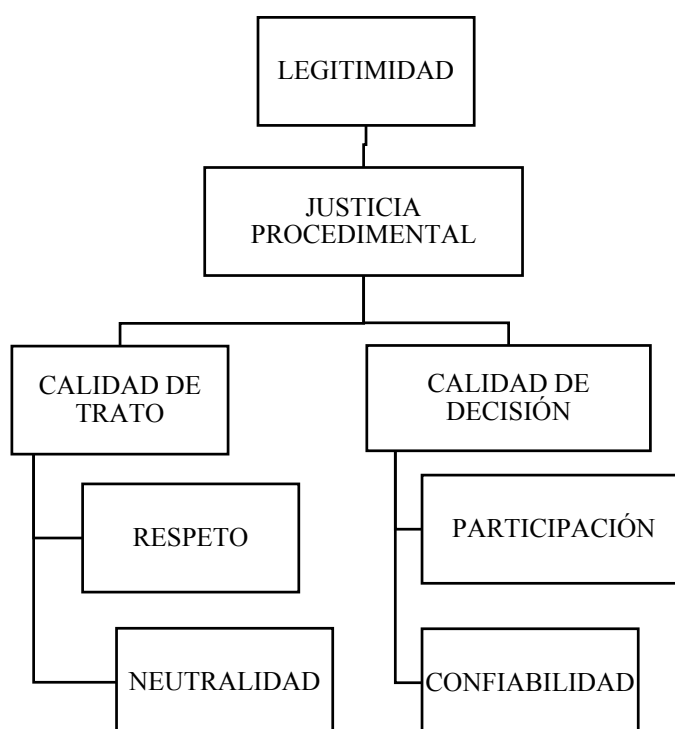 LEGITIMIDAD
JUSTICIA
PROCEDIMENTAL
CALIDAD DE
TRATO
CALIDAD DE
DECISIÓN
RESPETO
PARTICIPACIÓN
NEUTRALIDAD
CONFIABILIDAD